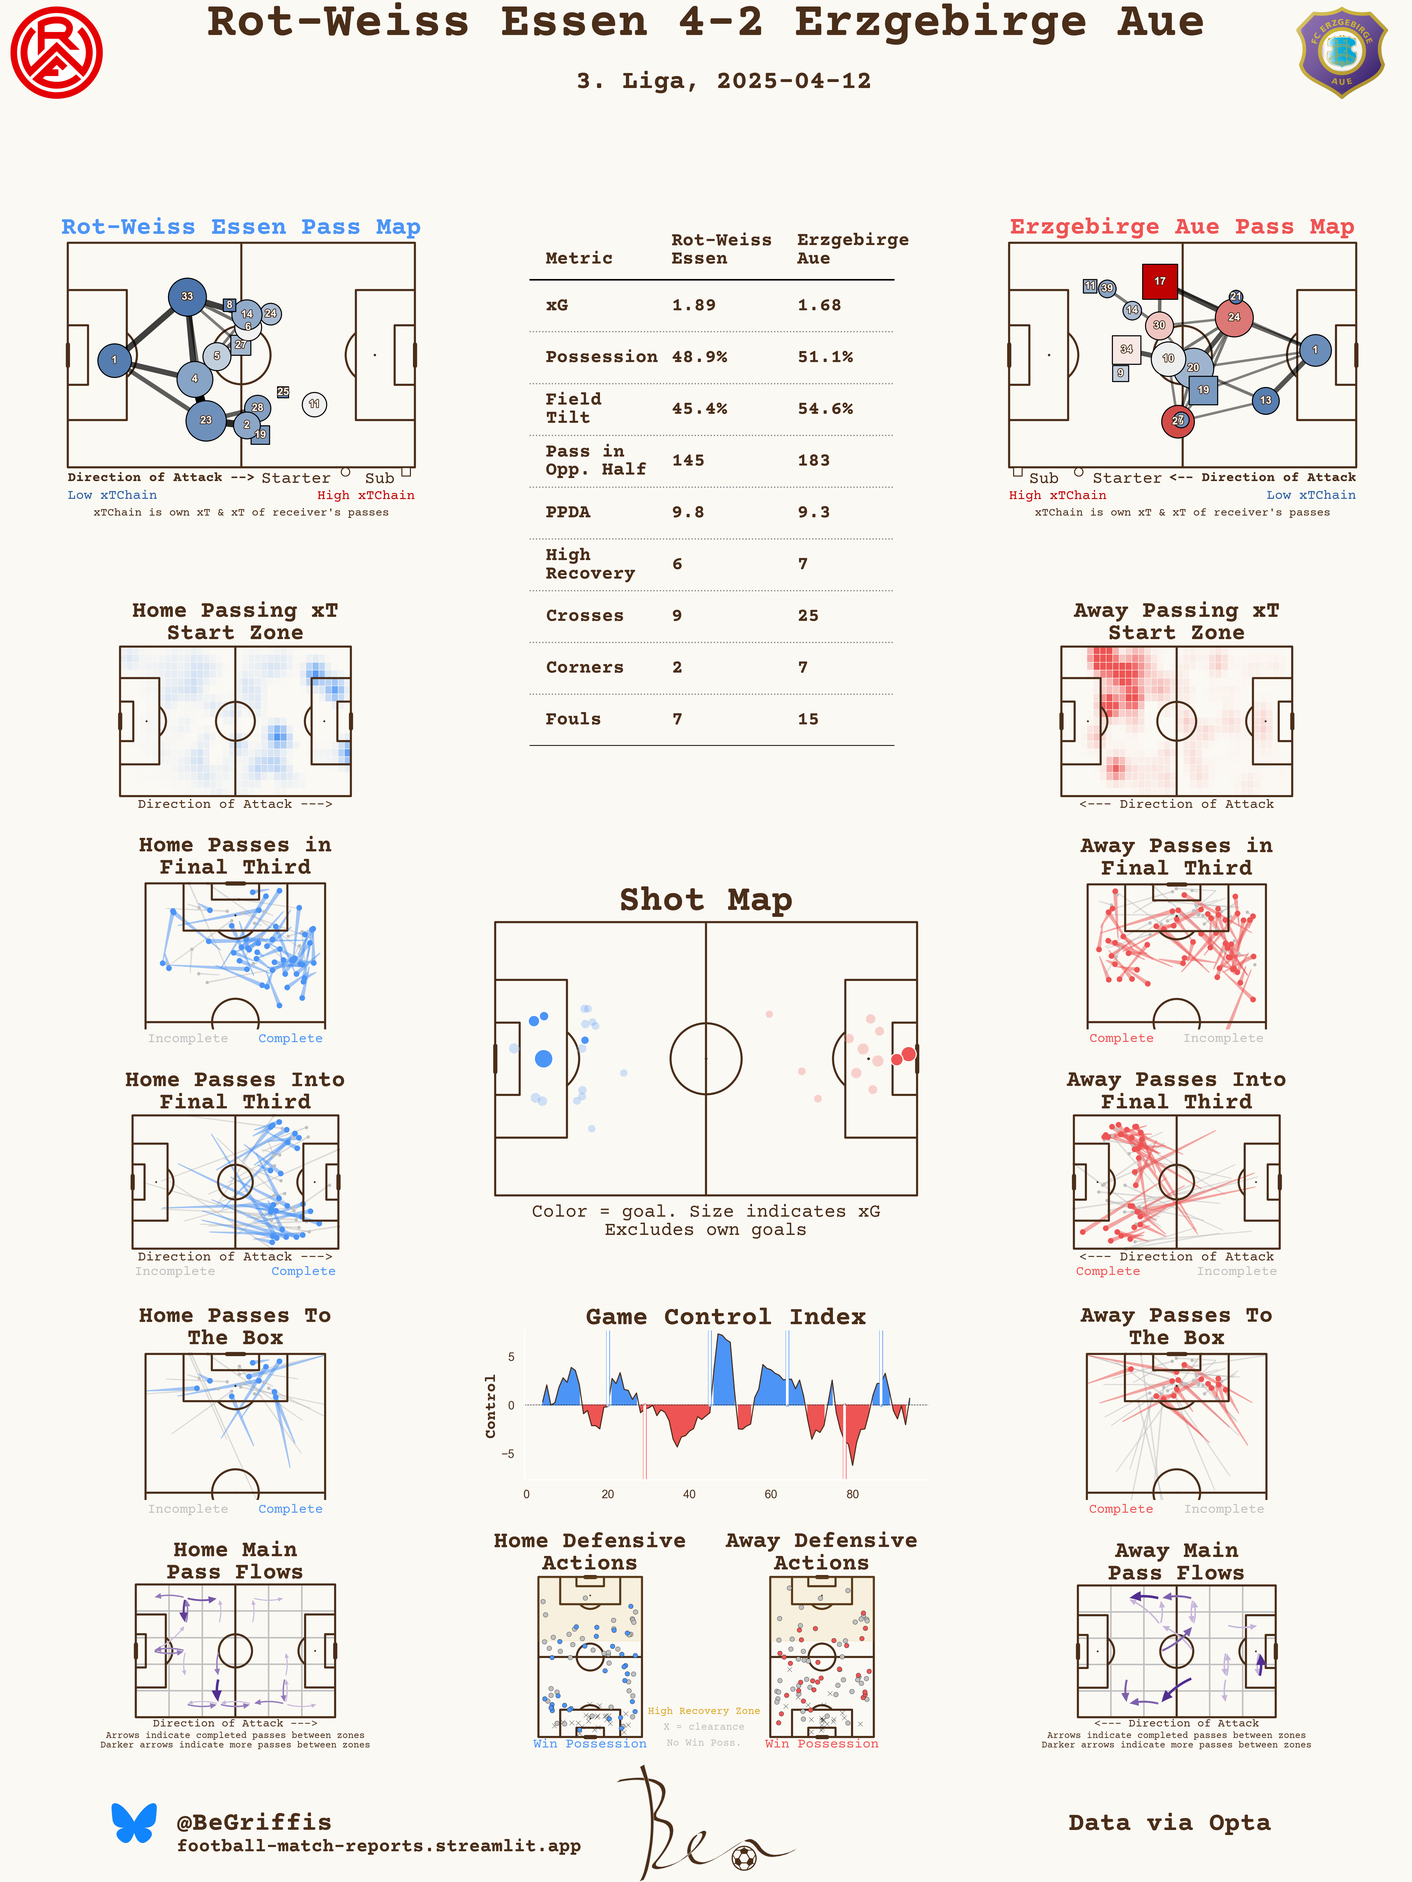 Rot-Weiss Essen 4-2 Erzgebirge Aue
3. Liga, 2025-04-12
FC ERZGEBIRGE
AUE
Rot-Weiss Essen Pass Map
33
8
14
24
6
27
5
1
4
25
11
28
23
2
19
Direction of Attack --> Starter Sub
Low xTChain High xTChain
xTChain is own xT & xT of receiver's passes
Metric Rot-Weiss Essen Erzgebirge Aue
xG 1.89 1.68
Possession 48.9% 51.1%
Field Tilt 45.4% 54.6%
Pass in Opp. Half 145 183
PPDA 9.8 9.3
High Recovery 6 7
Crosses 9 25
Corners 2 7
Fouls 7 15
Erzgebirge Aue Pass Map
17
11
39
21
14
30
24
34
10
1
9
20
19
13
Sub Starter <-- Direction of Attack
High xTChain Low xTChain
xTChain is own xT & xT of receiver's passes
Home Passing xT
Start Zone
Direction of Attack --->
Away Passing xT
Start Zone
<--- Direction of Attack
Home Passes in
Final Third
Incomplete Complete
Away Passes in
Final Third
Complete Incomplete
Shot Map
Color = goal. Size indicates xG
Excludes own goals
Home Passes Into
Final Third
Direction of Attack --->
Incomplete Complete
Away Passes Into
Final Third
<--- Direction of Attack
Complete Incomplete
Home Passes To
The Box
Incomplete Complete
Game Control Index
Control
5
0
−5
0 20 40 60 80
Away Passes To
The Box
Complete Incomplete
Home Main
Pass Flows
Direction of Attack --->
Arrows indicate completed passes between zones
Darker arrows indicate more passes between zones
Home Defensive
Actions
Win Possession
High Recovery Zone
X = clearance
No Win Poss.
Away Defensive
Actions
Win Possession
Away Main
Pass Flows
<--- Direction of Attack
Arrows indicate completed passes between zones
Darker arrows indicate more passes between zones
@BeGriffis
football-match-reports.streamlit.app
Ben
Data via Opta